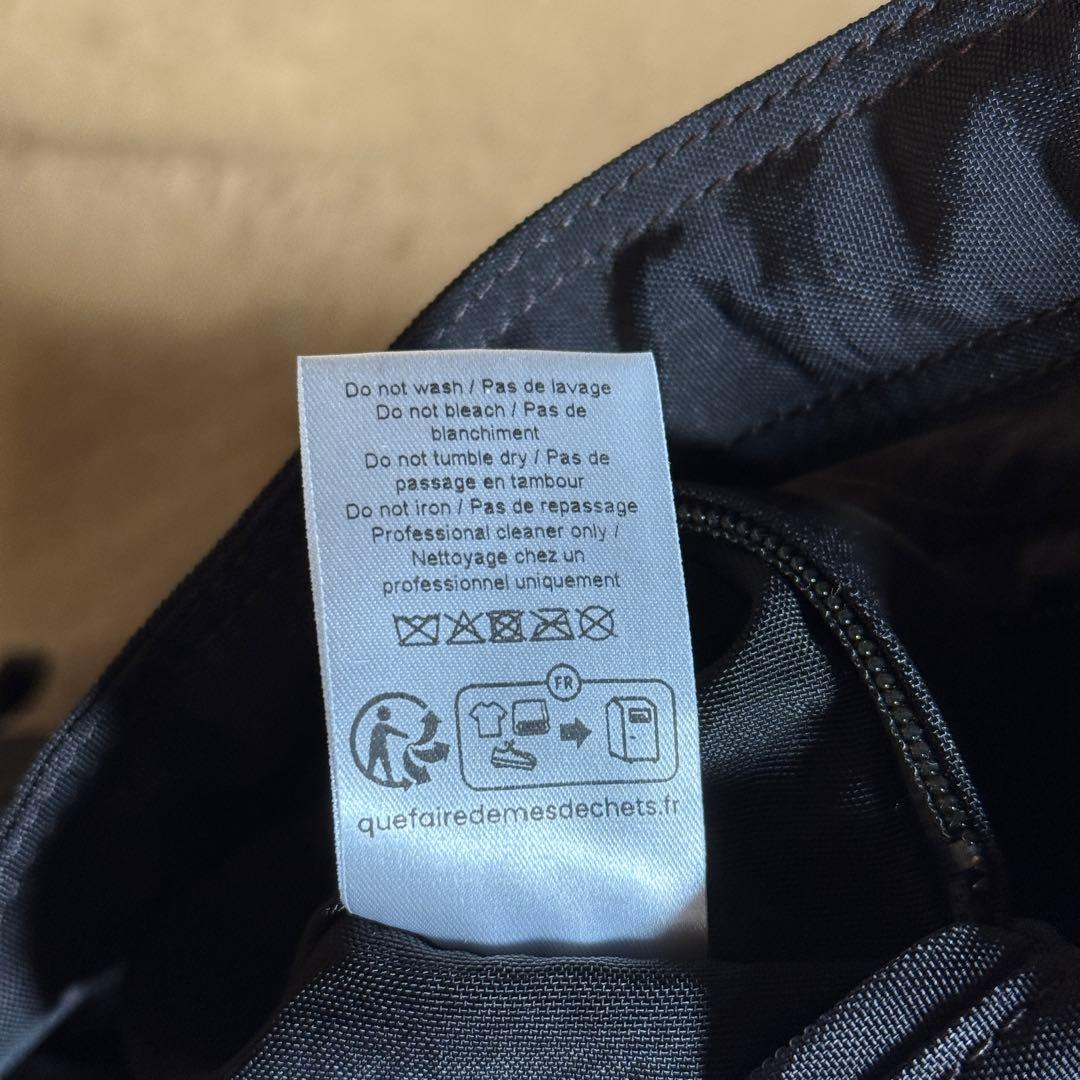 Do not wash / Pas de lavage
Do not bleach / Pas de
blanchiment
Do not tumble dry / Pas de
passage en tambour
Do not iron / Pas de repassage
Professional cleaner only /
Nettoyage chez un
professionnel uniquement
FR
quefairedemesdechets.fr